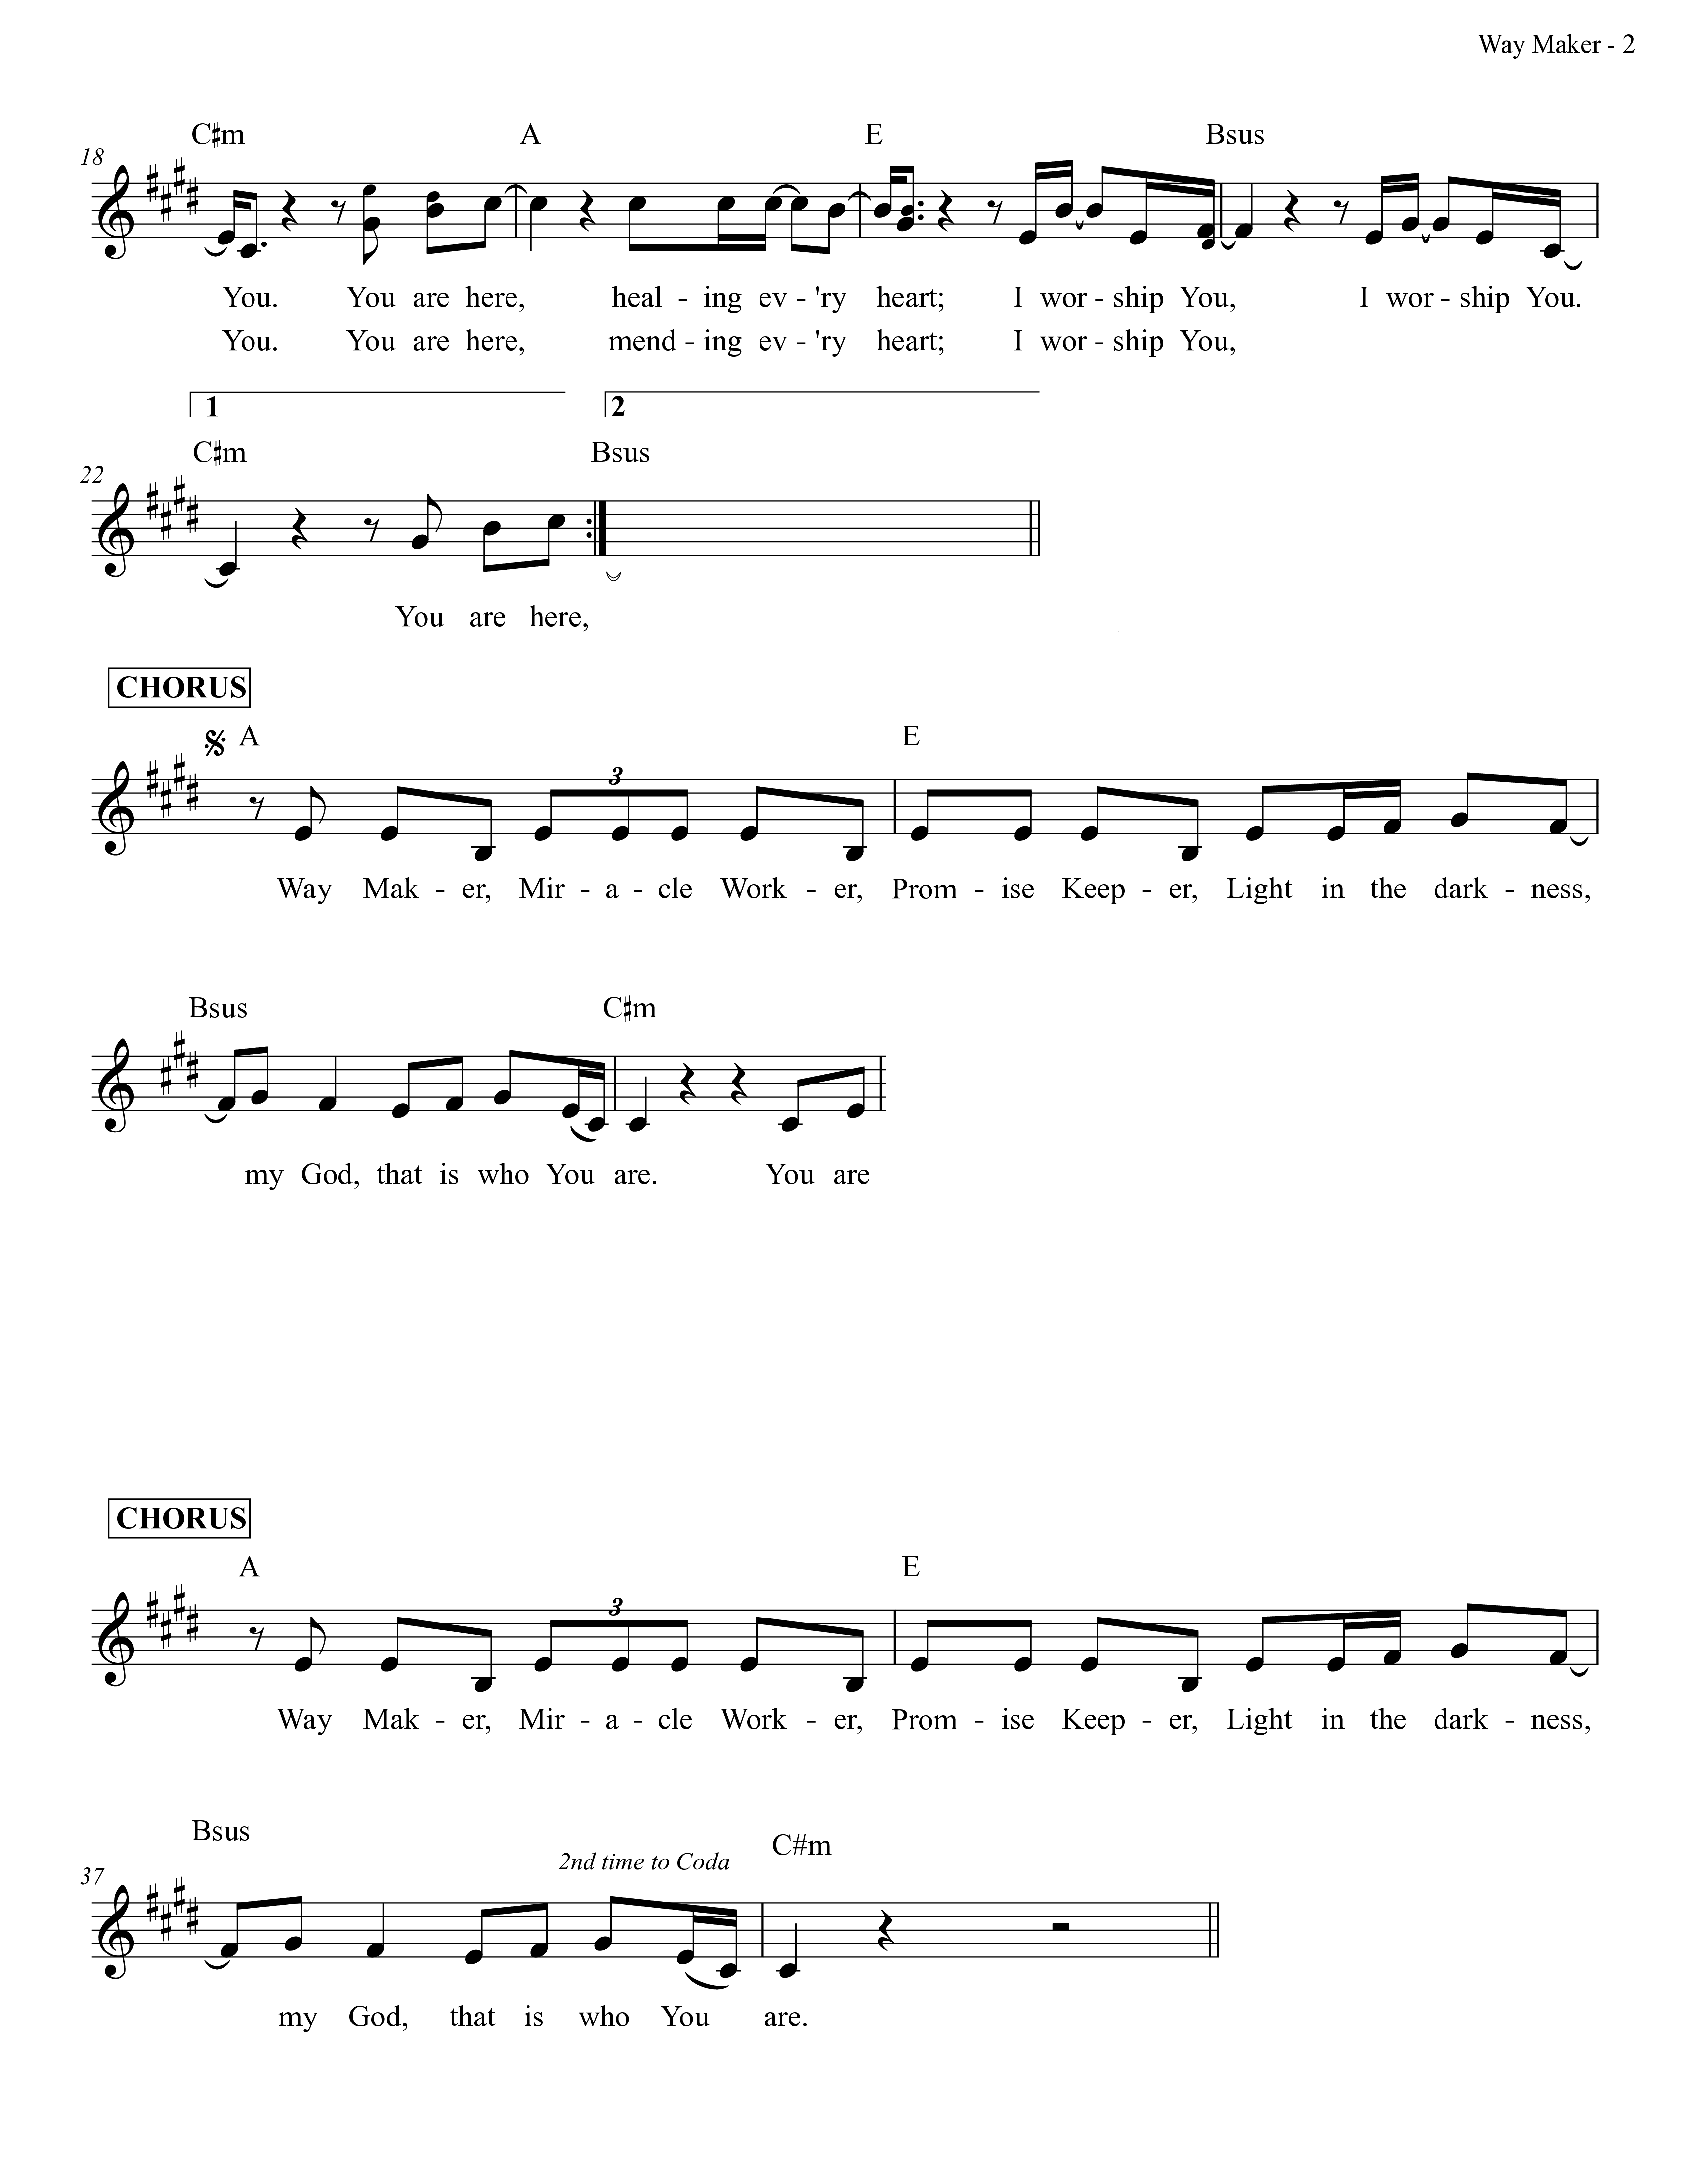 Way Maker - 2
C♯m A E Bsus
18
You. You are here, heal - ing ev - 'ry heart; I wor - ship You, I wor - ship You.
You. You are here, mend - ing ev - 'ry heart; I wor - ship You,
1 2
C♯m Bsus
22
You are here,
CHORUS
A E
3
Way Mak - er, Mir - a - cle Work - er, Prom - ise Keep - er, Light in the dark - ness,
Bsus C♯m
my God, that is who You are. You are
CHORUS
A E
3
Way Mak - er, Mir - a - cle Work - er, Prom - ise Keep - er, Light in the dark - ness,
Bsus C#m
2nd time to Coda
37
my God, that is who You are.